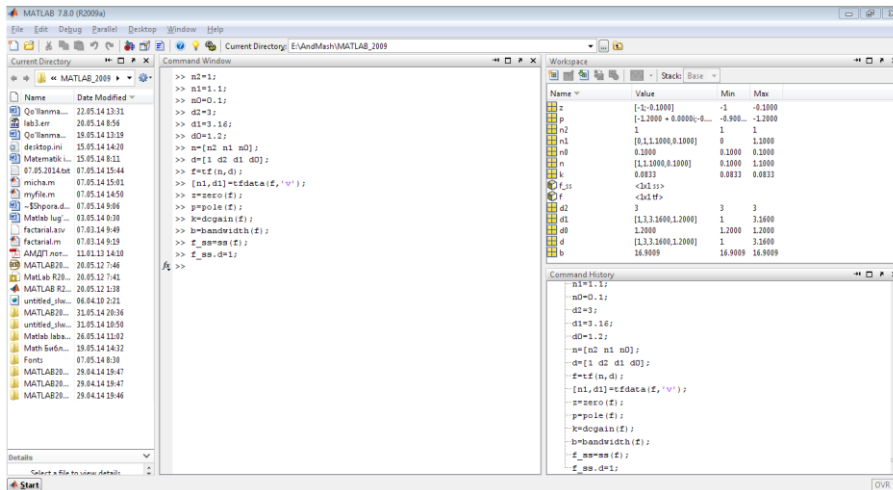 MATLAB 7.8.0 (R2009a)
File Edit Debug Parallel Desktop Window Help
Current Directory: E:\AndMash\MATLAB_2009
Current Directory
« MATLAB_2009
Name Date Modified
Qo'llanma.... 22.05.14 13:31
lab3.err 20.05.14 8:56
Qo'llanma.... 19.05.14 13:19
desktop.ini 15.05.14 14:20
Matematik i... 15.05.14 8:11
07.05.2014.txt 07.05.14 15:44
micha.m 07.05.14 15:01
myfile.m 07.05.14 14:50
~$Shpora.d... 07.05.14 9:06
Matlab lug'... 03.05.14 0:30
factarial.asv 07.03.14 9:49
factarial.m 07.03.14 9:19
АМДП лот... 11.01.13 14:10
MATLAB20... 20.05.12 7:46
MatLab R20... 20.05.12 7:41
MATLAB R2... 20.05.12 1:38
untitled_slw... 06.04.10 2:21
MATLAB20... 31.05.14 20:36
untitled_slw... 31.05.14 10:50
Matlab laba... 26.05.14 11:02
Math Библ... 19.05.14 14:32
Fonts 07.05.14 8:30
MATLAB20... 29.04.14 19:47
MATLAB20... 29.04.14 19:47
MATLAB20... 29.04.14 19:46
Details
Select a file to view details
Command Window
>> n2=1;
>> n1=1.1;
>> n0=0.1;
>> d2=3;
>> d1=3.16;
>> d0=1.2;
>> n=[n2 n1 n0];
>> d=[1 d2 d1 d0];
>> f=tf(n,d);
>> [n1,d1]=tfdata(f,'v');
>> z=zero(f);
>> p=pole(f);
>> k=dcgain(f);
>> b=bandwidth(f);
>> f_ss=ss(f);
>> f_ss.d=1;
fx >>
Workspace
Stack: Base
Name Value Min Max
z [-1;-0.1000] -1 -0.1000
p [-1.2000 + 0.0000i;-0.... -0.900... -1.2000
n2 1 1 1
n1 [0,1,1.1000,0.1000] 0 1.1000
n0 0.1000 0.1000 0.1000
n [1,1.1000,0.1000] 0.1000 1.1000
k 0.0833 0.0833 0.0833
f_ss <1x1 ss>
f <1x1 tf>
d2 3 3 3
d1 [1,3,3.1600,1.2000] 1 3.1600
d0 1.2000 1.2000 1.2000
d [1,3,3.1600,1.2000] 1 3.1600
b 16.9009 16.9009 16.9009
Command History
n1=1.1;
n0=0.1;
d2=3;
d1=3.16;
d0=1.2;
n=[n2 n1 n0];
d=[1 d2 d1 d0];
f=tf(n,d);
[n1,d1]=tfdata(f,'v');
z=zero(f);
p=pole(f);
k=dcgain(f);
b=bandwidth(f);
f_ss=ss(f);
f_ss.d=1;
Start
OVR